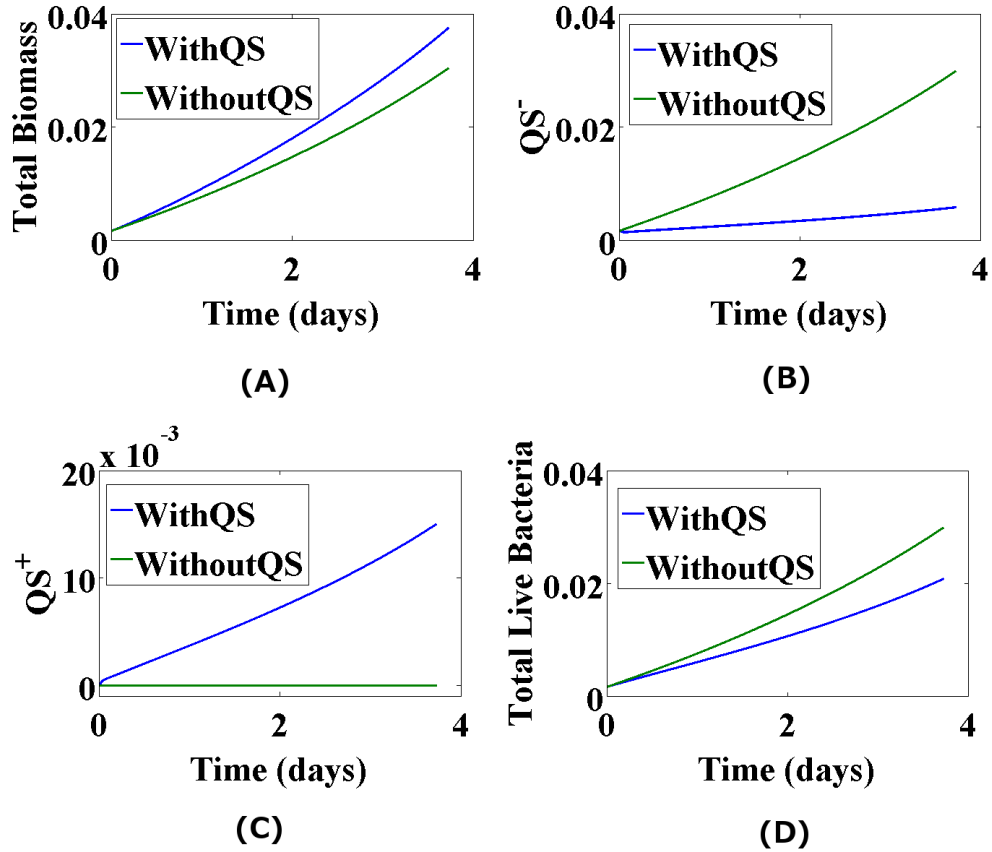 Total Biomass
0.04
0.02
0
WithQS
WithoutQS
0
2
4
Time (days)
(A)
QS-
0.04
0.02
0
WithQS
WithoutQS
0
2
4
Time (days)
(B)
QS+
x 10-3
20
10
0
WithQS
WithoutQS
0
2
4
Time (days)
(C)
Total Live Bacteria
0.04
0.02
0
WithQS
WithoutQS
0
2
4
Time (days)
(D)